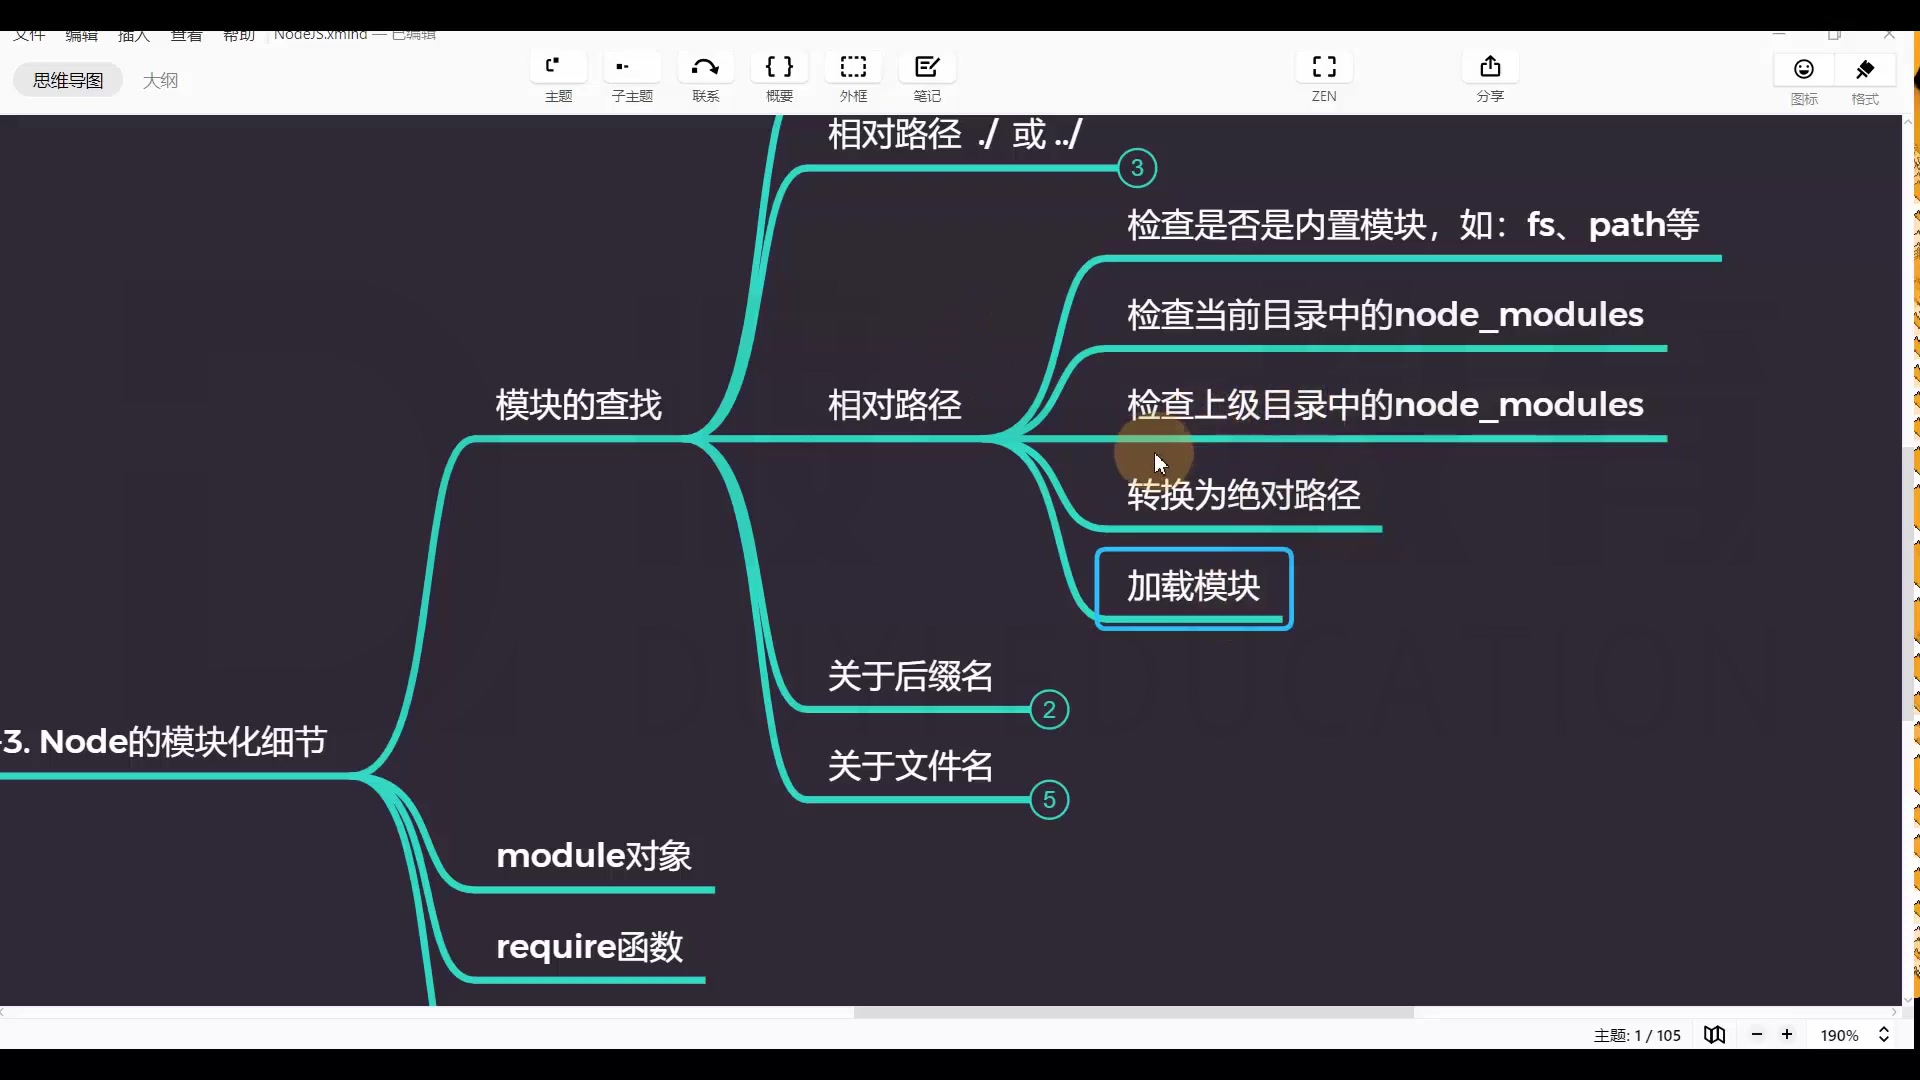 文件 编辑 插入 查看 帮助 NodeJS.xmind — 已编辑
思维导图 大纲
主题 子主题 联系 概要 外框 笔记 ZEN 分享 图标 格式
相对路径 ./ 或 ../
3
检查是否是内置模块，如：fs、path等
检查当前目录中的node_modules
模块的查找
相对路径
检查上级目录中的node_modules
转换为绝对路径
加载模块
关于后缀名
2
-3. Node的模块化细节
关于文件名
5
module对象
require函数
主题: 1 / 105
190%